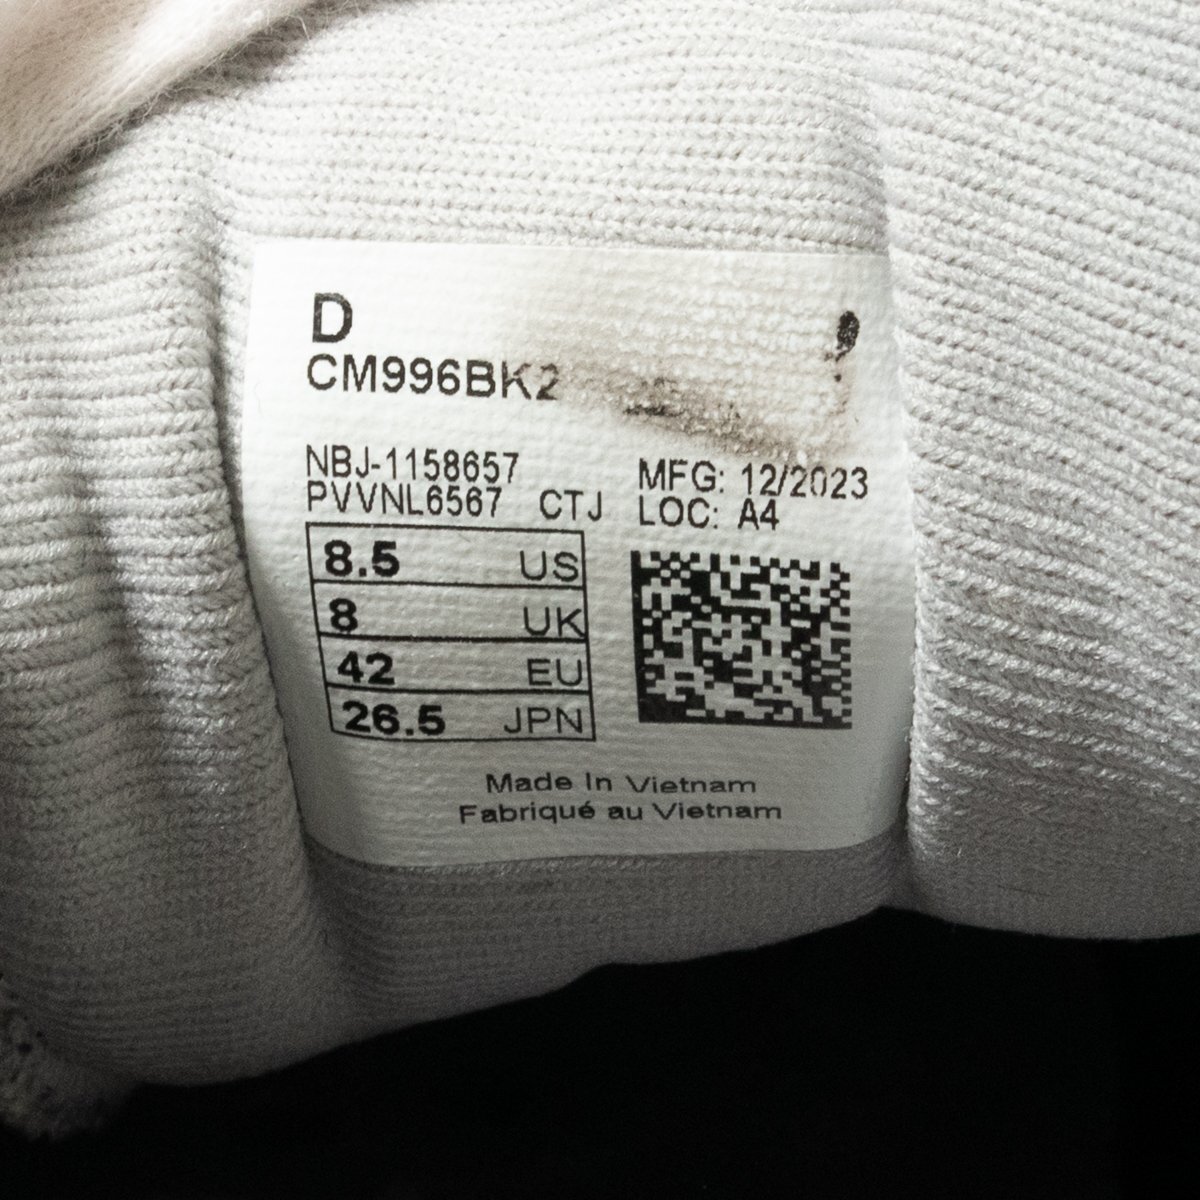 D
CM996BK2
NBJ-1158657
PVVNL6567 CTJ
MFG: 12/2023
LOC: A4
8.5 US
8 UK
42 EU
26.5 JPN
Made In Vietnam
Fabriqué au Vietnam